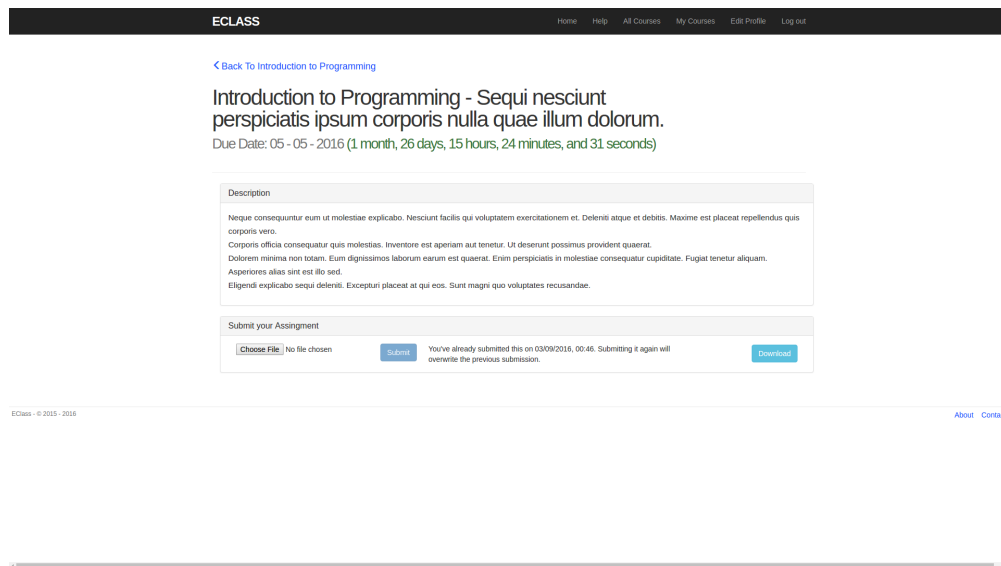 ECLASS Home Help All Courses My Courses Edit Profile Log out
Back To Introduction to Programming
Introduction to Programming - Sequi nesciunt
perspiciatis ipsum corporis nulla quae illum dolorum.
Due Date: 05 - 05 - 2016 (1 month, 26 days, 15 hours, 24 minutes, and 31 seconds)
Description
Neque consequuntur eum ut molestiae explicabo. Nesciunt facilis qui voluptatem exercitationem et. Deleniti atque et debitis. Maxime est placeat repellendus quis
corporis vero.
Corporis officia consequatur quis molestias. Inventore est aperiam aut tenetur. Ut deserunt possimus provident quaerat.
Dolorem minima non totam. Eum dignissimos laborum earum est quaerat. Enim perspiciatis in molestiae consequatur cupiditate. Fugiat tenetur aliquam.
Asperiores alias sint est illo sed.
Eligendi explicabo sequi deleniti. Excepturi placeat at qui eos. Sunt magni quo voluptates recusandae.
Submit your Assingment
Choose File No file chosen
Submit
You've already submitted this on 03/09/2016, 00:46. Submitting it again will
overwrite the previous submission.
Download
EClass - © 2015 - 2016 About Conta